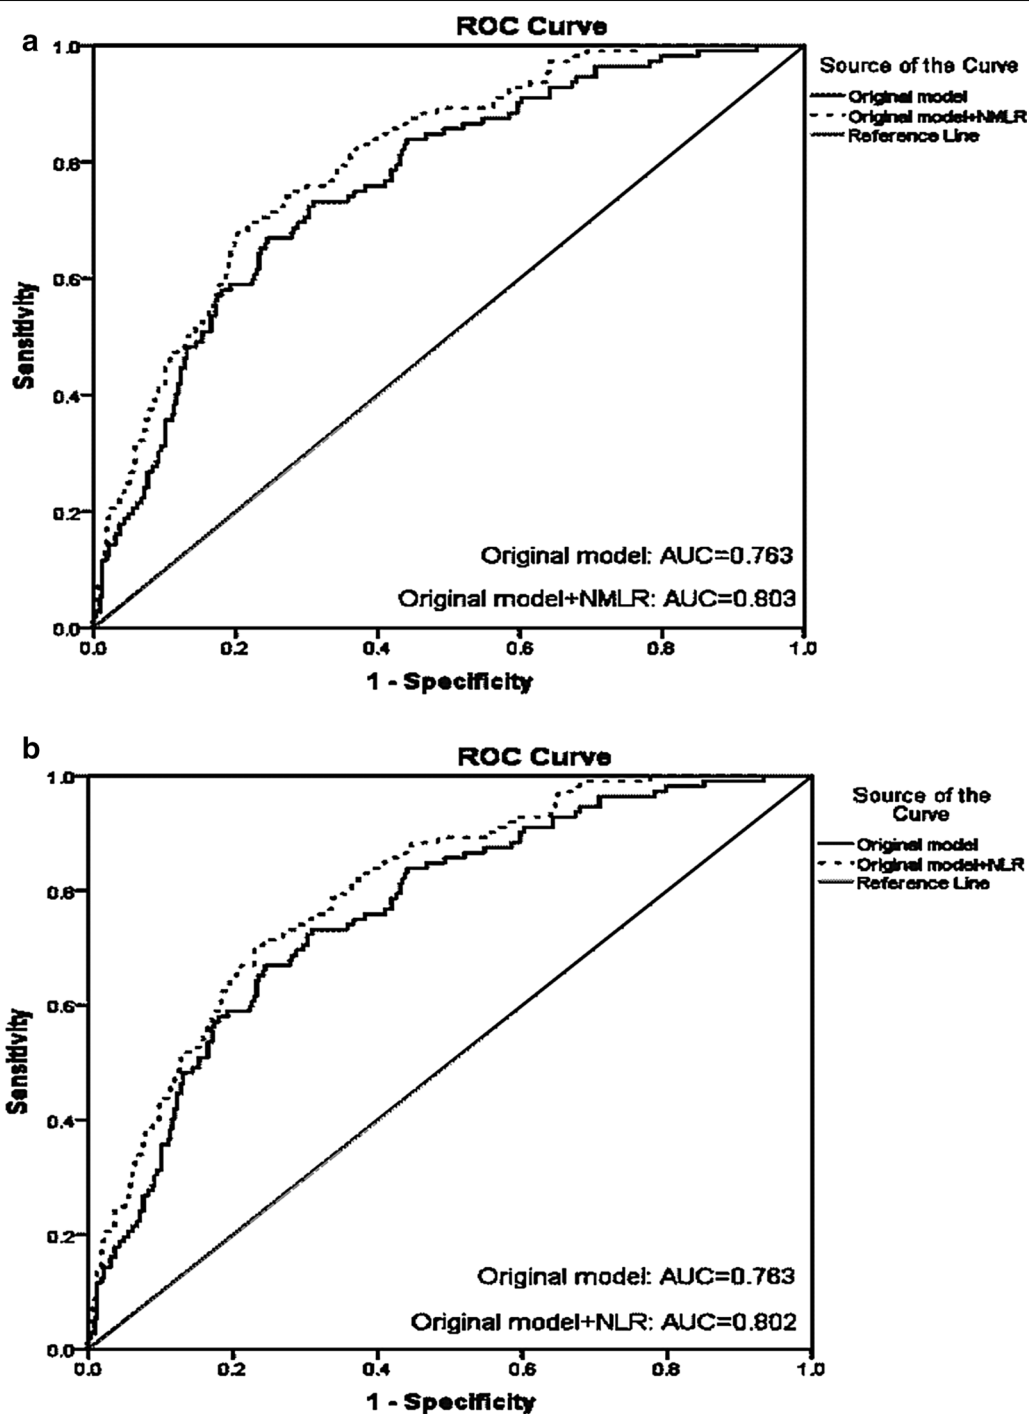 a
ROC Curve
1.0
0.8
0.6
0.4
0.2
0.0
Sensitivity
0.0 0.2 0.4 0.6 0.8 1.0
1 - Specificity
Source of the Curve
Original model
Original model+NMLR
Reference Line
Original model: AUC=0.763
Original model+NMLR: AUC=0.803
b
ROC Curve
1.0
0.8
0.6
0.4
0.2
0.0
Sensitivity
0.0 0.2 0.4 0.6 0.8 1.0
1 - Specificity
Source of the
Curve
Original model
Original model+NLR
Reference Line
Original model: AUC=0.763
Original model+NLR: AUC=0.802